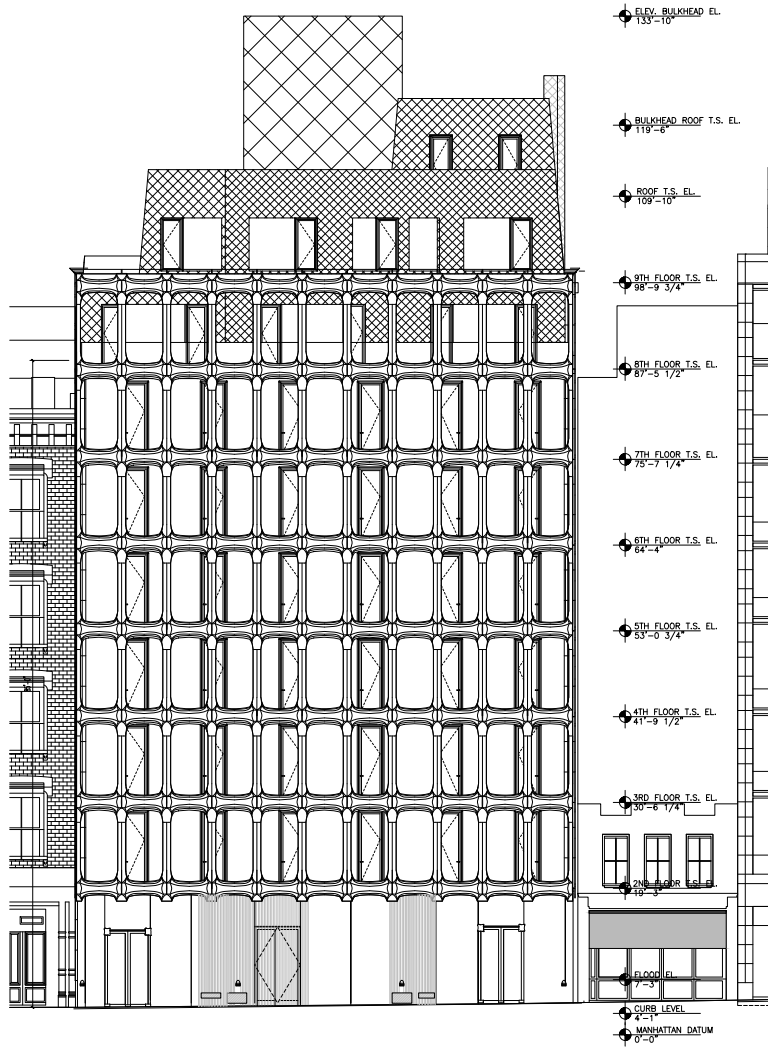 ELEV. BULKHEAD EL.
133'-10"
BULKHEAD ROOF T.S. EL.
119'-6"
ROOF T.S. EL.
109'-10"
9TH FLOOR T.S. EL.
98'-9 3/4"
8TH FLOOR T.S. EL.
87'-5 1/2"
7TH FLOOR T.S. EL.
75'-7 1/4"
6TH FLOOR T.S. EL.
64'-4"
5TH FLOOR T.S. EL.
53'-0 3/4"
4TH FLOOR T.S. EL.
41'-9 1/2"
3RD FLOOR T.S. EL.
30'-6 1/4"
2ND FLOOR T.S. EL.
19'-3"
FLOOD EL.
7'-3"
CURB LEVEL
4'-1"
MANHATTAN DATUM
0'-0"